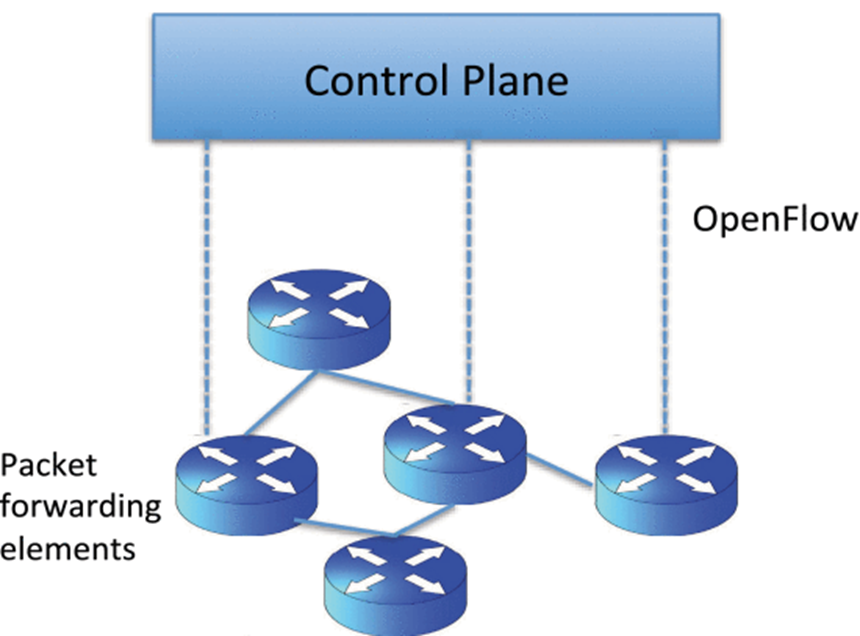 Control Plane
OpenFlow
Packet
forwarding
elements